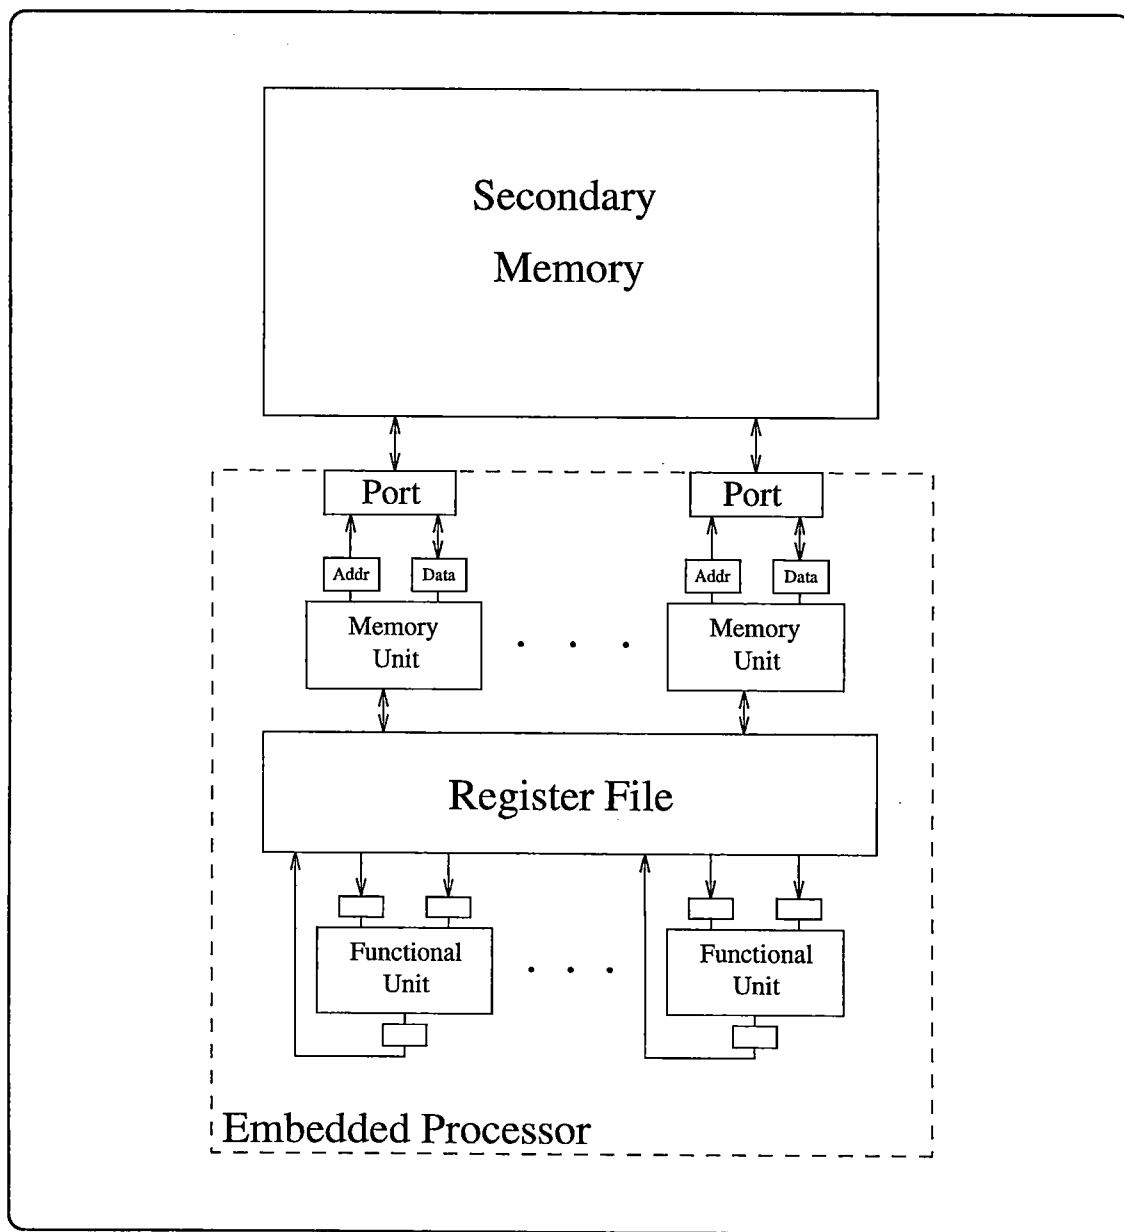 Secondary
Memory
Port
Port
Addr
Data
Addr
Data
Memory
Unit
. . .
Memory
Unit
Register File
Functional
Unit
. . .
Functional
Unit
Embedded Processor